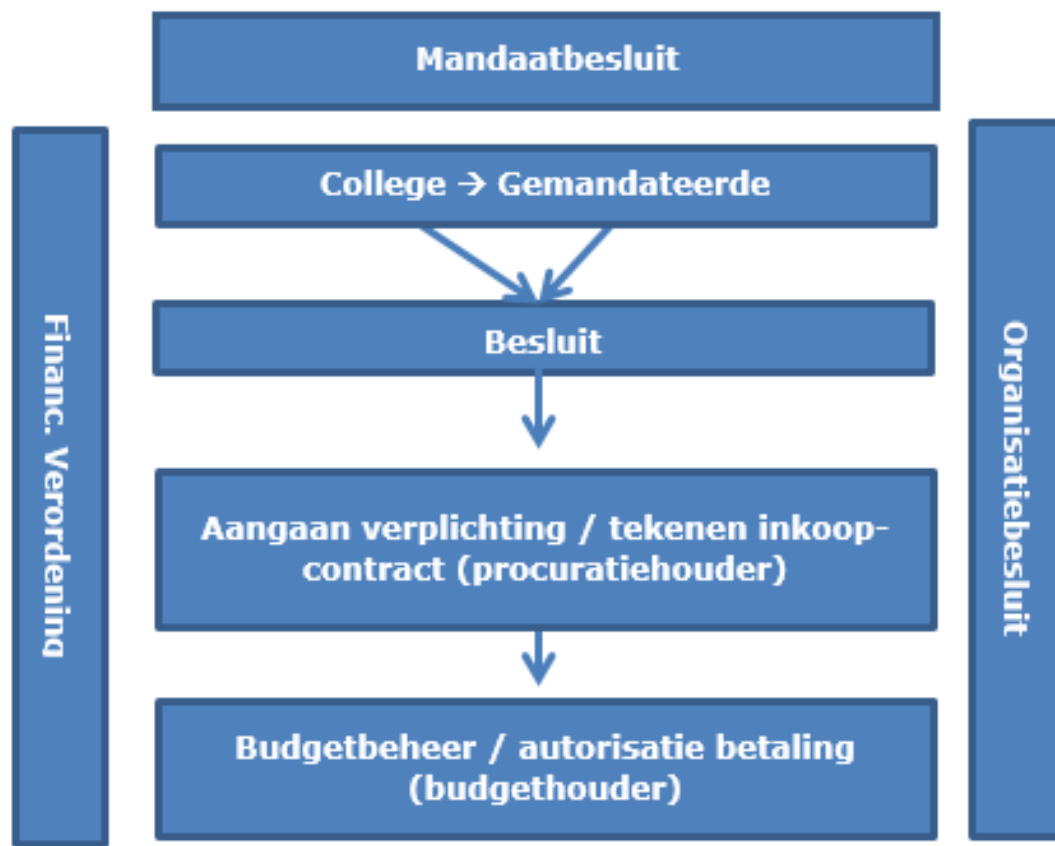 Mandaatbesluit
College → Gemandateerde
Besluit
Aangaan verplichting / tekenen inkoop-
contract (procuratiehouder)
Budgetbeheer / autorisatie betaling
(budgethouder)
Financ. Verordening
Organisatiebesluit